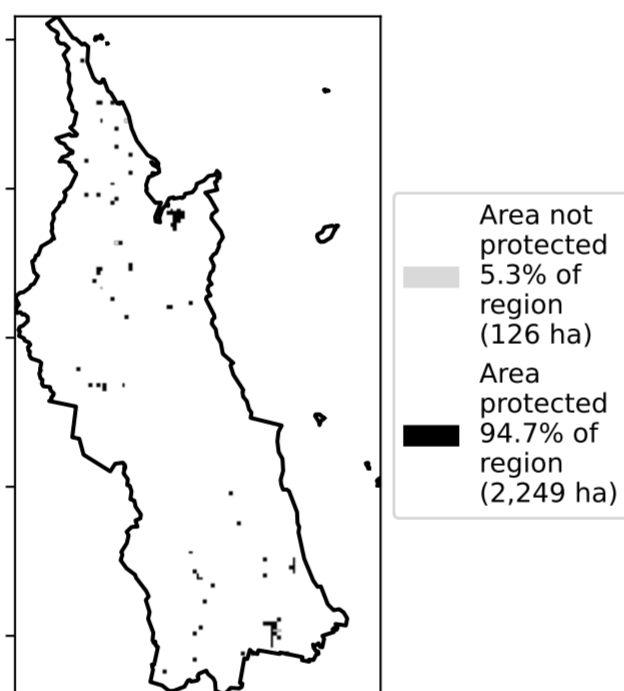 Area not
protected
5.3% of
region
(126 ha)
Area
protected
94.7% of
region
(2,249 ha)